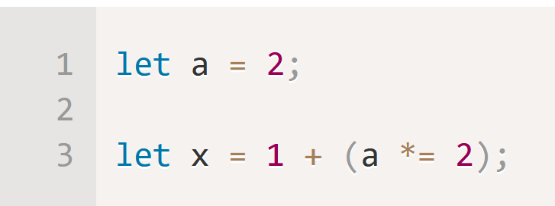 1 let a = 2;
2
3 let x = 1 + (a *= 2);